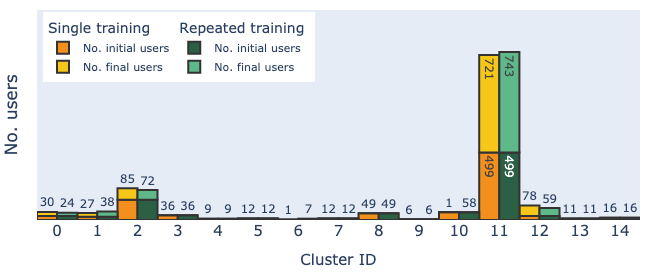 Single training Repeated training
No. initial users No. initial users
No. final users No. final users
No. users
30 24 27 38 85 72 36 36 9 9 12 12 1 7 12 12 49 49 6 6 1 58 721 743 78 59 11 11 16 16
499 499
0 1 2 3 4 5 6 7 8 9 10 11 12 13 14
Cluster ID